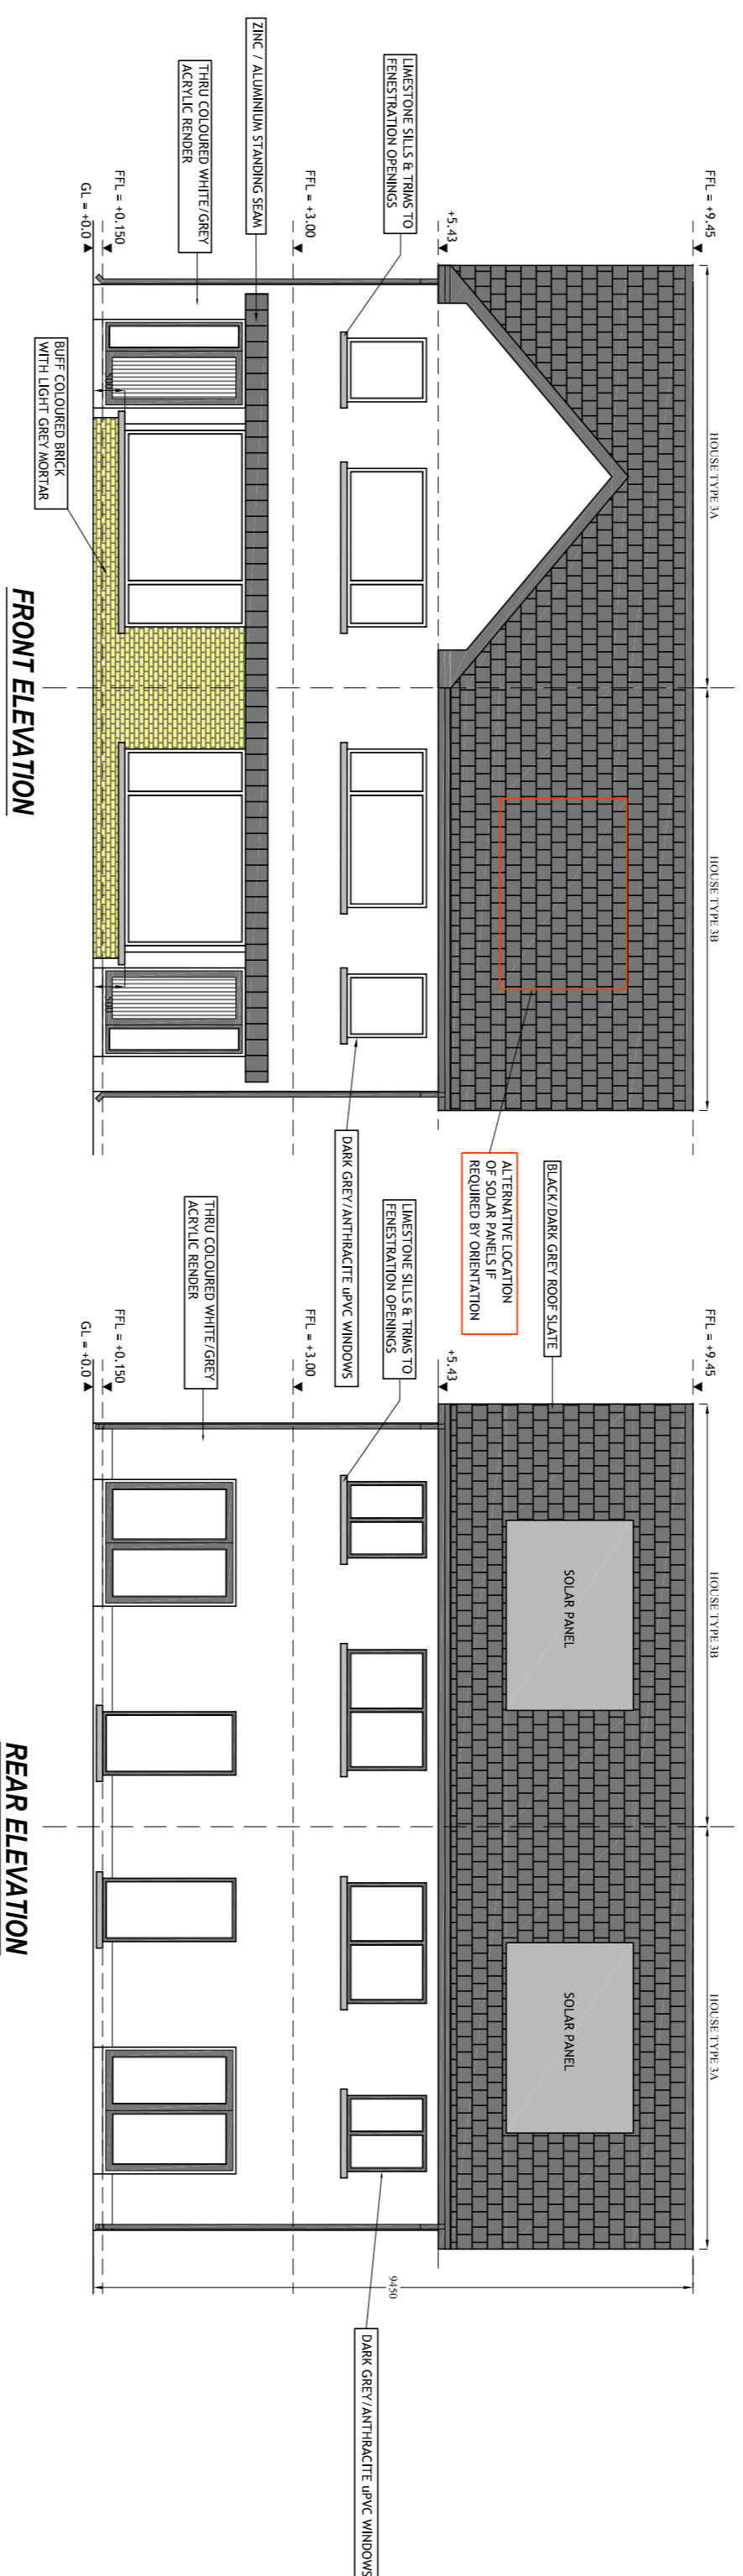 FFL = +9.45
HOUSE TYPE 3A
HOUSE TYPE 3B
+5.43
LIMESTONE SILLS & TRIMS TO
FENESTRATION OPENINGS
FFL = +3.00
ZINC / ALUMINIUM STANDING SEAM
THRU COLOURED WHITE/GREY
ACRYLIC RENDER
FFL = +0.150
GL = +0.0
500
500
BUFF COLOURED BRICK
WITH LIGHT GREY MORTAR
BLACK/DARK GREY ROOF SLATE
ALTERNATIVE LOCATION
OF SOLAR PANELS IF
REQUIRED BY ORIENTATION
DARK GREY/ANTHRACITE uPVC WINDOWS
FRONT ELEVATION
FFL = +9.45
HOUSE TYPE 3B
HOUSE TYPE 3A
SOLAR PANEL
SOLAR PANEL
+5.43
LIMESTONE SILLS & TRIMS TO
FENESTRATION OPENINGS
FFL = +3.00
THRU COLOURED WHITE/GREY
ACRYLIC RENDER
FFL = +0.150
GL = +0.0
9450
DARK GREY/ANTHRACITE uPVC WINDOWS
REAR ELEVATION